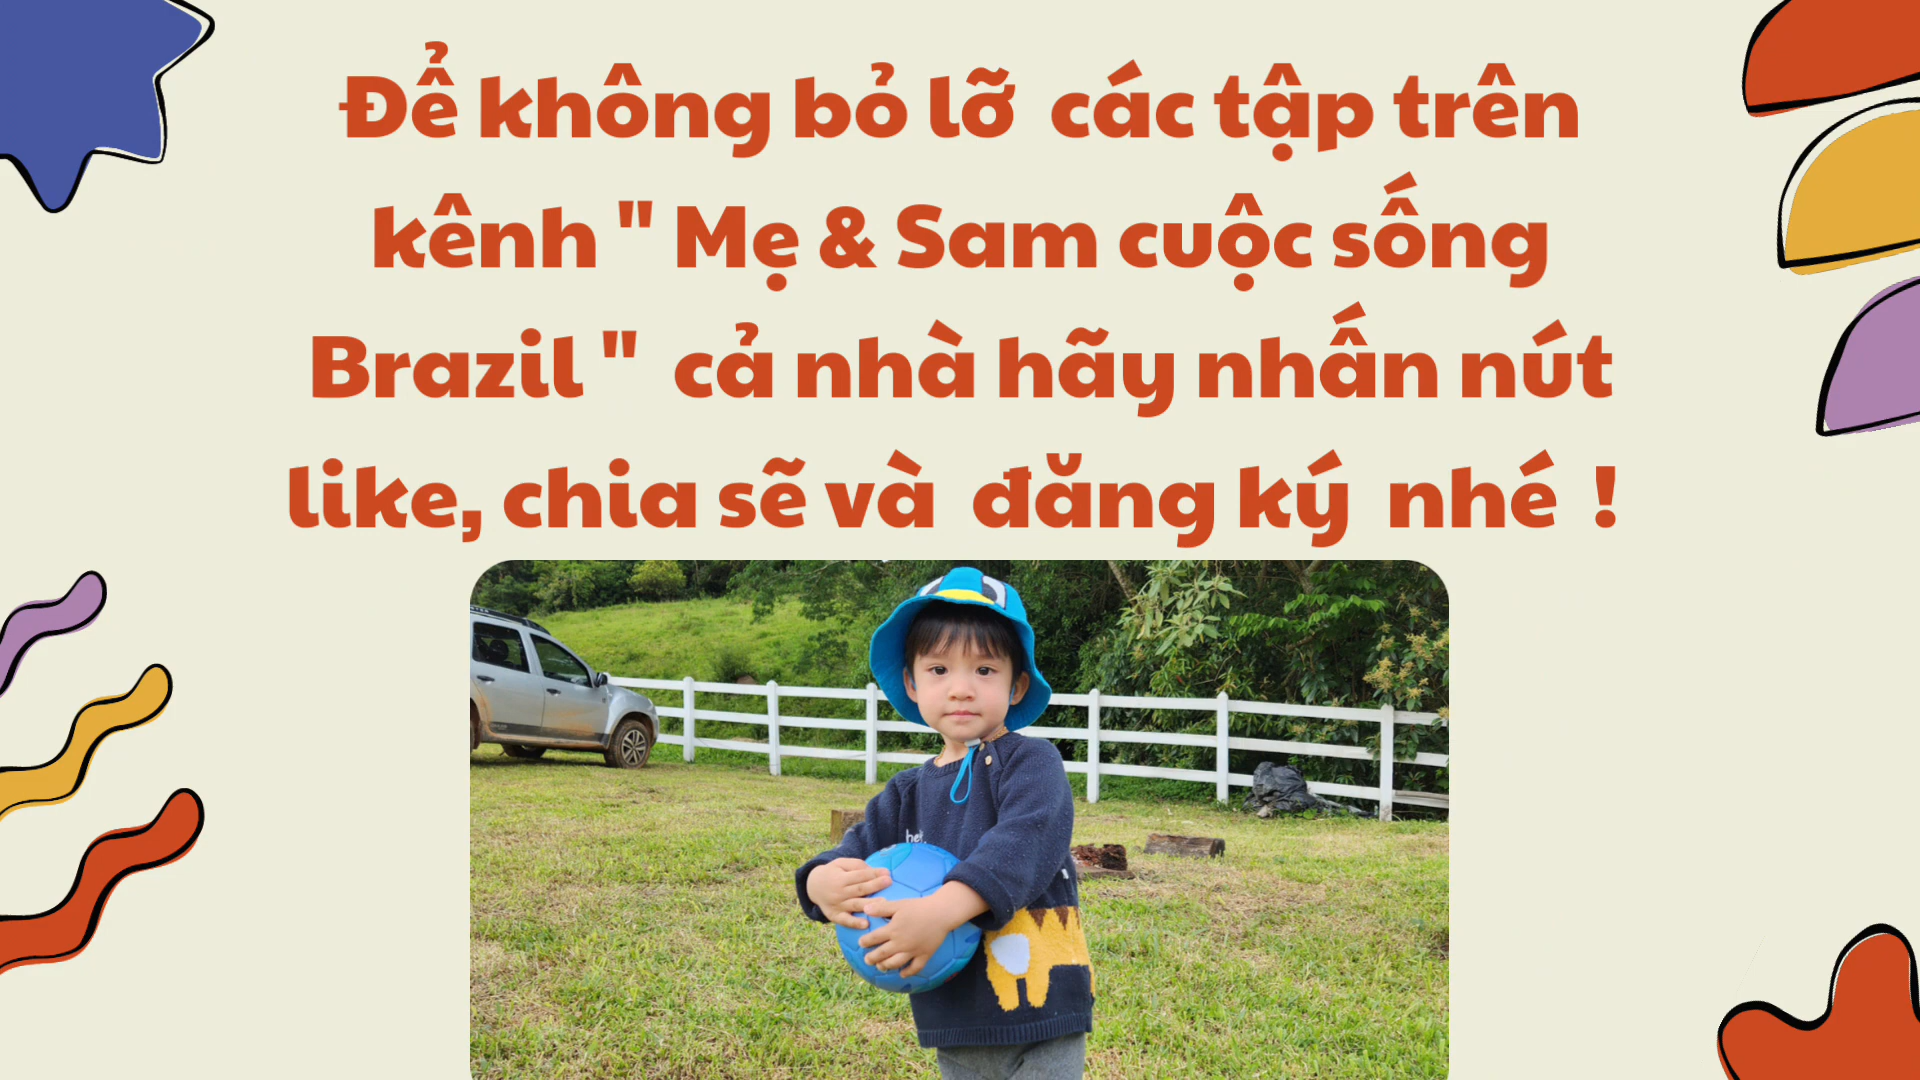 Để không bỏ lỡ các tập trên
kênh " Mẹ & Sam cuộc sống
Brazil " cả nhà hãy nhấn nút
like, chia sẽ và đăng ký nhé !